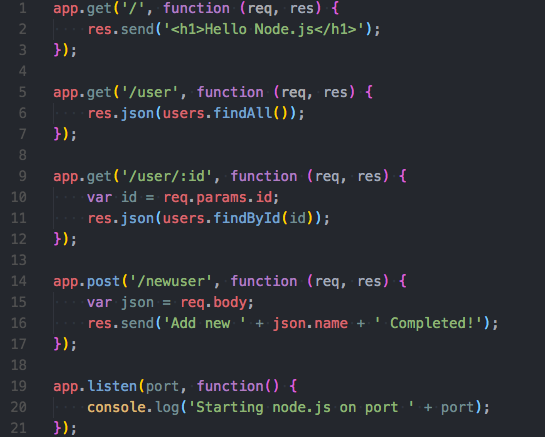 1 app.get('/', function (req, res) {
2     res.send('<h1>Hello Node.js</h1>');
3 });
4
5 app.get('/user', function (req, res) {
6     res.json(users.findAll());
7 });
8
9 app.get('/user/:id', function (req, res) {
10     var id = req.params.id;
11     res.json(users.findById(id));
12 });
13
14 app.post('/newuser', function (req, res) {
15     var json = req.body;
16     res.send('Add new ' + json.name + ' Completed!');
17 });
18
19 app.listen(port, function() {
20     console.log('Starting node.js on port ' + port);
21 });